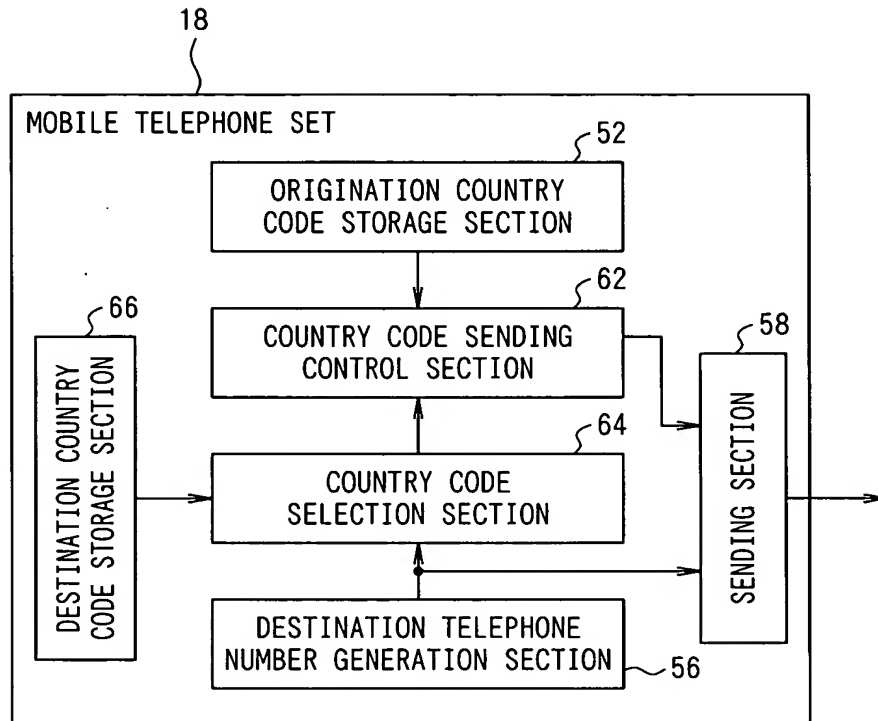 18
MOBILE TELEPHONE SET
52
ORIGINATION COUNTRY
CODE STORAGE SECTION
62
COUNTRY CODE SENDING
CONTROL SECTION
66
DESTINATION COUNTRY
CODE STORAGE SECTION
64
COUNTRY CODE
SELECTION SECTION
58
SENDING SECTION
DESTINATION TELEPHONE
NUMBER GENERATION SECTION
56